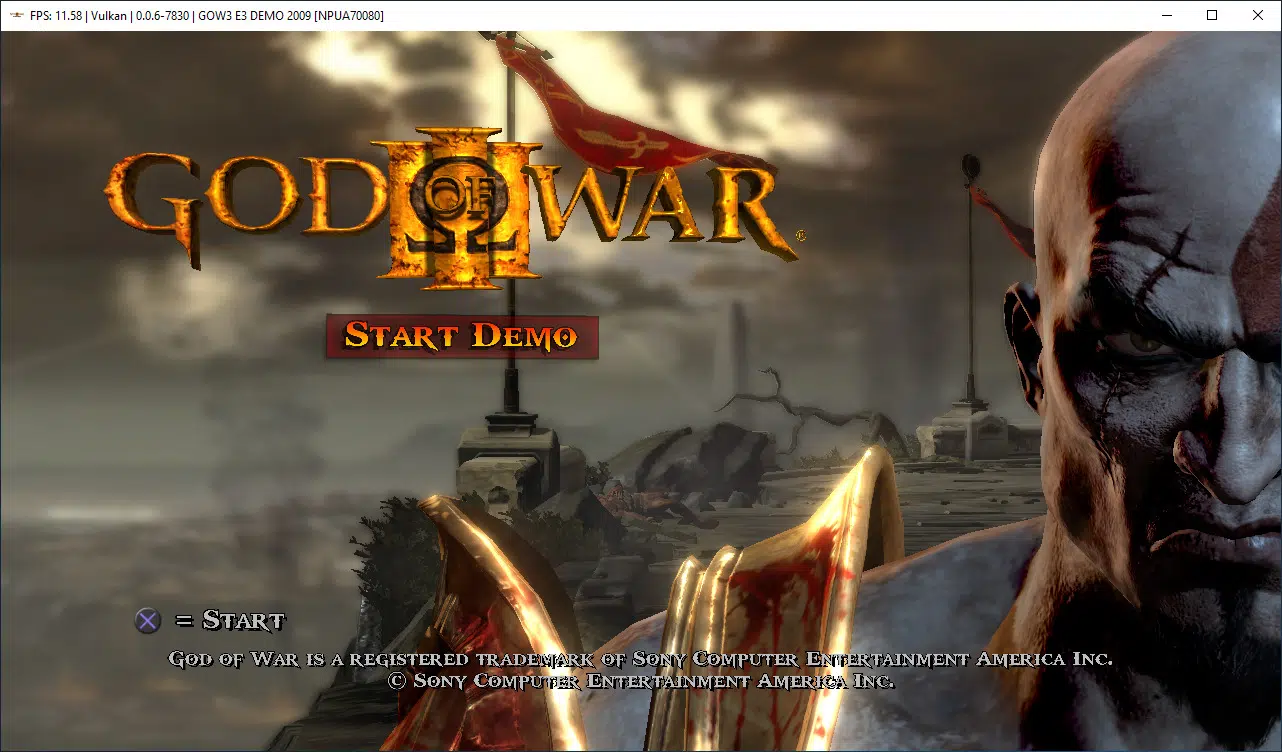 FPS: 11.58 | Vulkan | 0.0.6-7830 | GOW3 E3 DEMO 2009 [NPUA70080]
GOD OF WAR ®
III
START DEMO
= START
GOD OF WAR IS A REGISTERED TRADEMARK OF SONY COMPUTER ENTERTAINMENT AMERICA INC.
© SONY COMPUTER ENTERTAINMENT AMERICA INC.